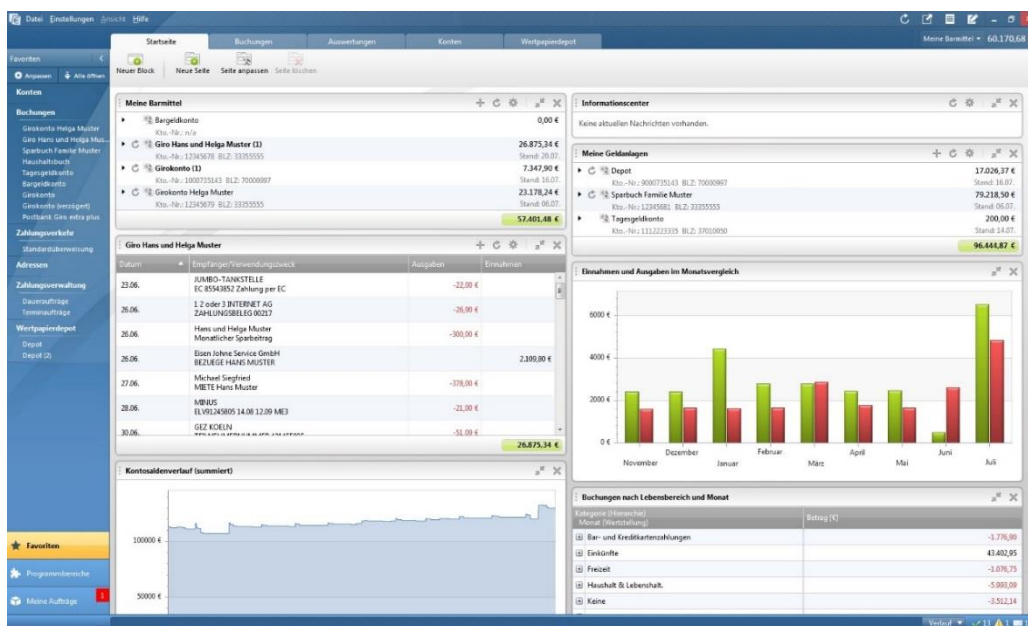 Datei Einstellungen Ansicht Hilfe
Startseite Buchungen Auswertungen Konten Wertpapierdepot
Meine Barmittel 60.170,68
Favoriten
Anpassen Alle öffnen
Neuer Block Neue Seite Seite anpassen Seite löschen
Konten
Buchungen
Girokonto Helga Muster
Giro Hans und Helga Mus...
Sparbuch Familie Muster
Haushaltsbuch
Tagesgeldkonto
Bargeldkonto
Girokonto
Girokonto (verzögert)
Postbank Giro extra plus
Zahlungsverkehr
Standardüberweisung
Adressen
Zahlungsverwaltung
Daueraufträge
Terminaufträge
Wertpapierdepot
Depot
Depot (2)
Favoriten
Programmbereiche
Meine Aufträge 1
Meine Barmittel
Bargeldkonto 0,00 €
Kto.-Nr.: n/a
Giro Hans und Helga Muster (1) 26.875,34 €
Kto.-Nr.: 12345678 BLZ: 33355555 Stand: 20.07.
Girokonto (1) 7.347,90 €
Kto.-Nr.: 1000735143 BLZ: 70000997 Stand: 16.07.
Girokonto Helga Muster 23.178,24 €
Kto.-Nr.: 12345679 BLZ: 33355555 Stand: 06.07.
57.401,48 €
Giro Hans und Helga Muster
Datum Empfänger/Verwendungszweck Ausgaben Einnahmen
23.06. JUMBO-TANKSTELLE -22,00 €
EC 85543852 Zahlung per EC
26.06. 1 2 oder 3 INTERNET AG -26,90 €
ZAHLUNGSBELEG 00217
26.06. Hans und Helga Muster -300,00 €
Monatlicher Sparbeitrag
26.06. Eisen Johne Service GmbH 2.109,80 €
BEZUEGE HANS MUSTER
27.06. Michael Siegfried -378,00 €
MIETE Hans Muster
28.06. MINUS -21,00 €
ELV91245805 14.08 12.09 ME3
30.06. GEZ KOELN -51,09 €
26.875,34 €
Kontosaldenverlauf (summiert)
100000 €
50000 €
Informationscenter
Keine aktuellen Nachrichten vorhanden.
Meine Geldanlagen
Depot 17.026,37 €
Kto.-Nr.: 9000735143 BLZ: 70000997 Stand: 16.07.
Sparbuch Familie Muster 79.218,50 €
Kto.-Nr.: 12345681 BLZ: 33355555 Stand: 06.07.
Tagesgeldkonto 200,00 €
Kto.-Nr.: 1112223335 BLZ: 37010050 Stand: 14.07.
96.444,87 €
Einnahmen und Ausgaben im Monatsvergleich
6000 €
4000 €
2000 €
0 €
November Dezember Januar Februar März April Mai Juni Juli
Buchungen nach Lebensbereich und Monat
Kategorie (Hierarchie) Betrag [€]
Monat (Wertstellung)
Bar- und Kreditkartenzahlungen -1.776,90
Einkünfte 43.402,95
Freizeit -1.076,75
Haushalt & Lebenshalt. -5.993,09
Keine -3.512,14
Verlauf 11 1